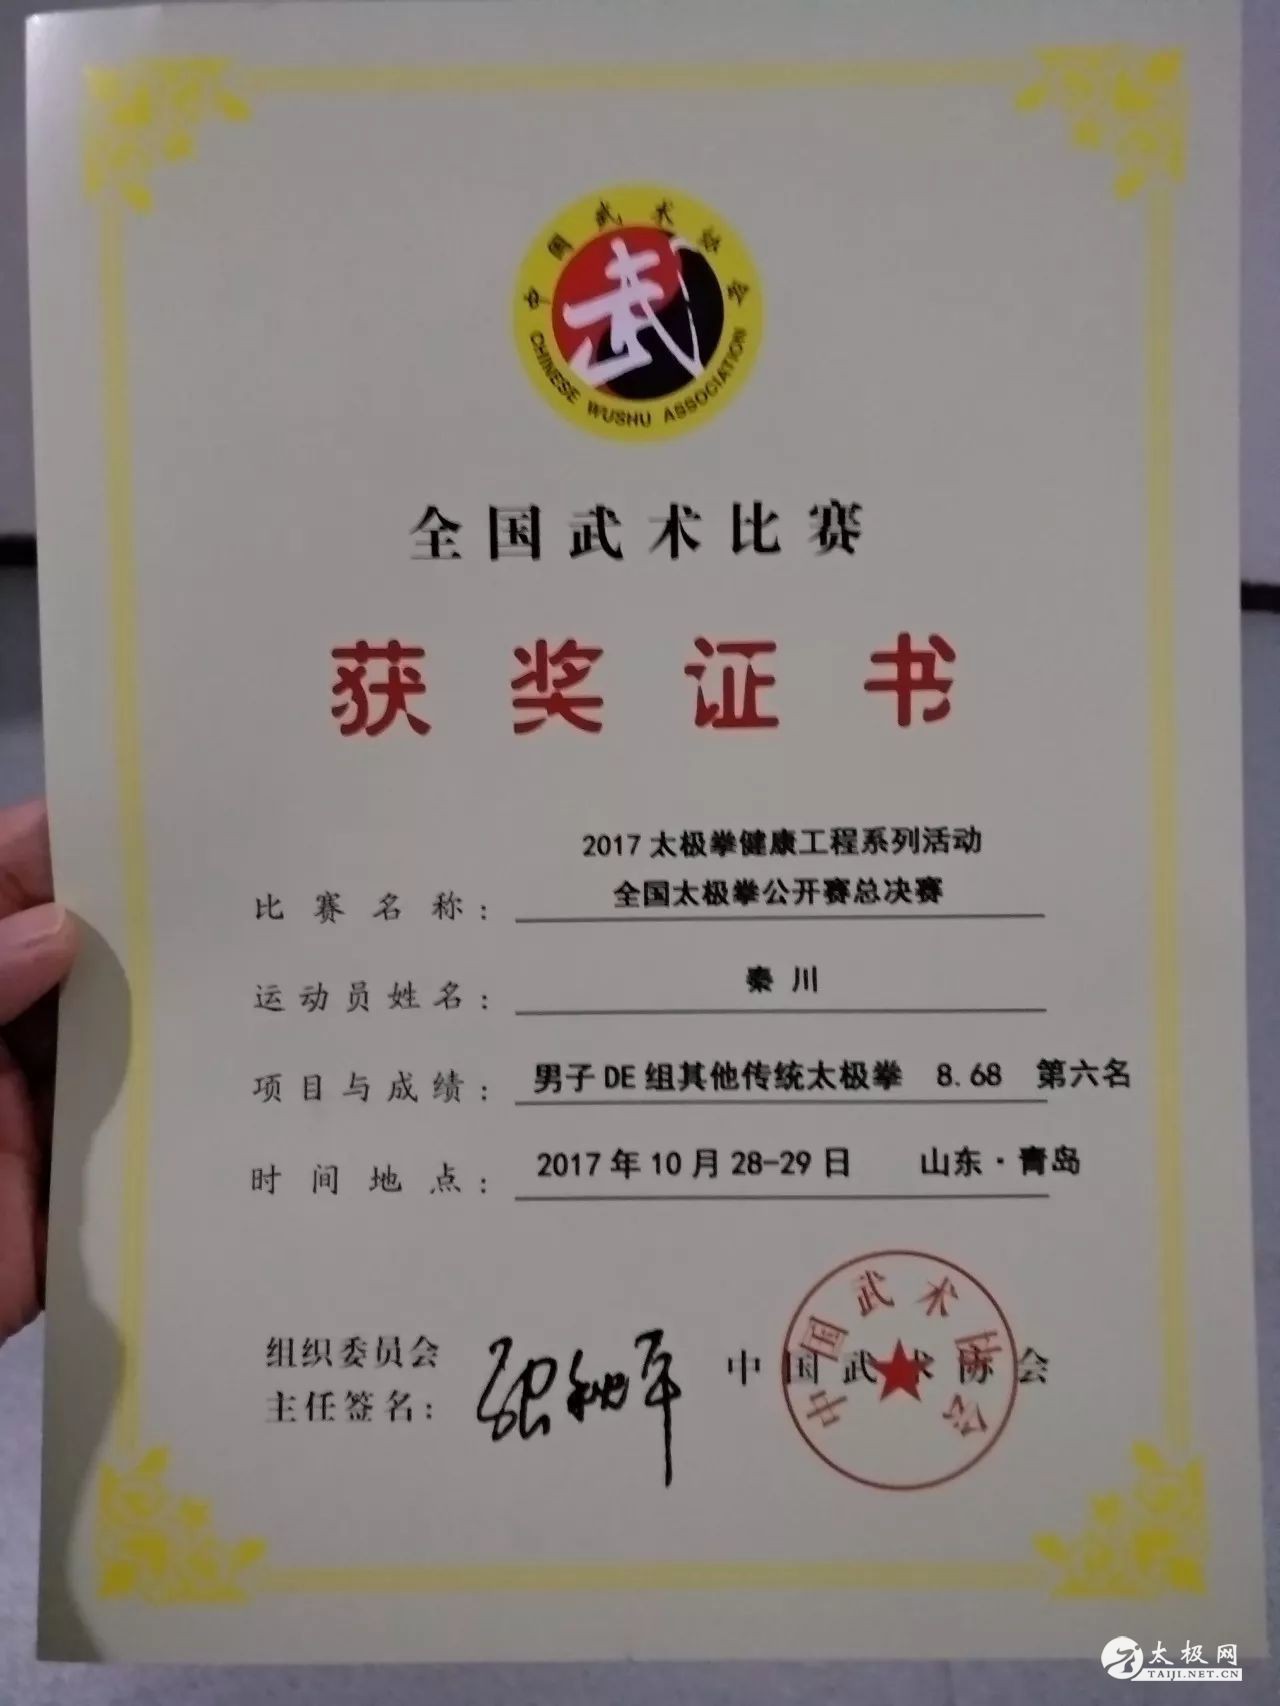 中国武术协会
武
CHINESE WUSHU ASSOCIATION
全国武术比赛
获奖证书
2017太极拳健康工程系列活动
比赛名称：全国太极拳公开赛总决赛
运动员姓名：秦川
项目与成绩：男子DE组其他传统太极拳 8.68 第六名
时间地点：2017年10月28-29日 山东·青岛
组织委员会
主任签名：
中国武术协会
中国武术协会
太极网
TAIJI.NET.CN